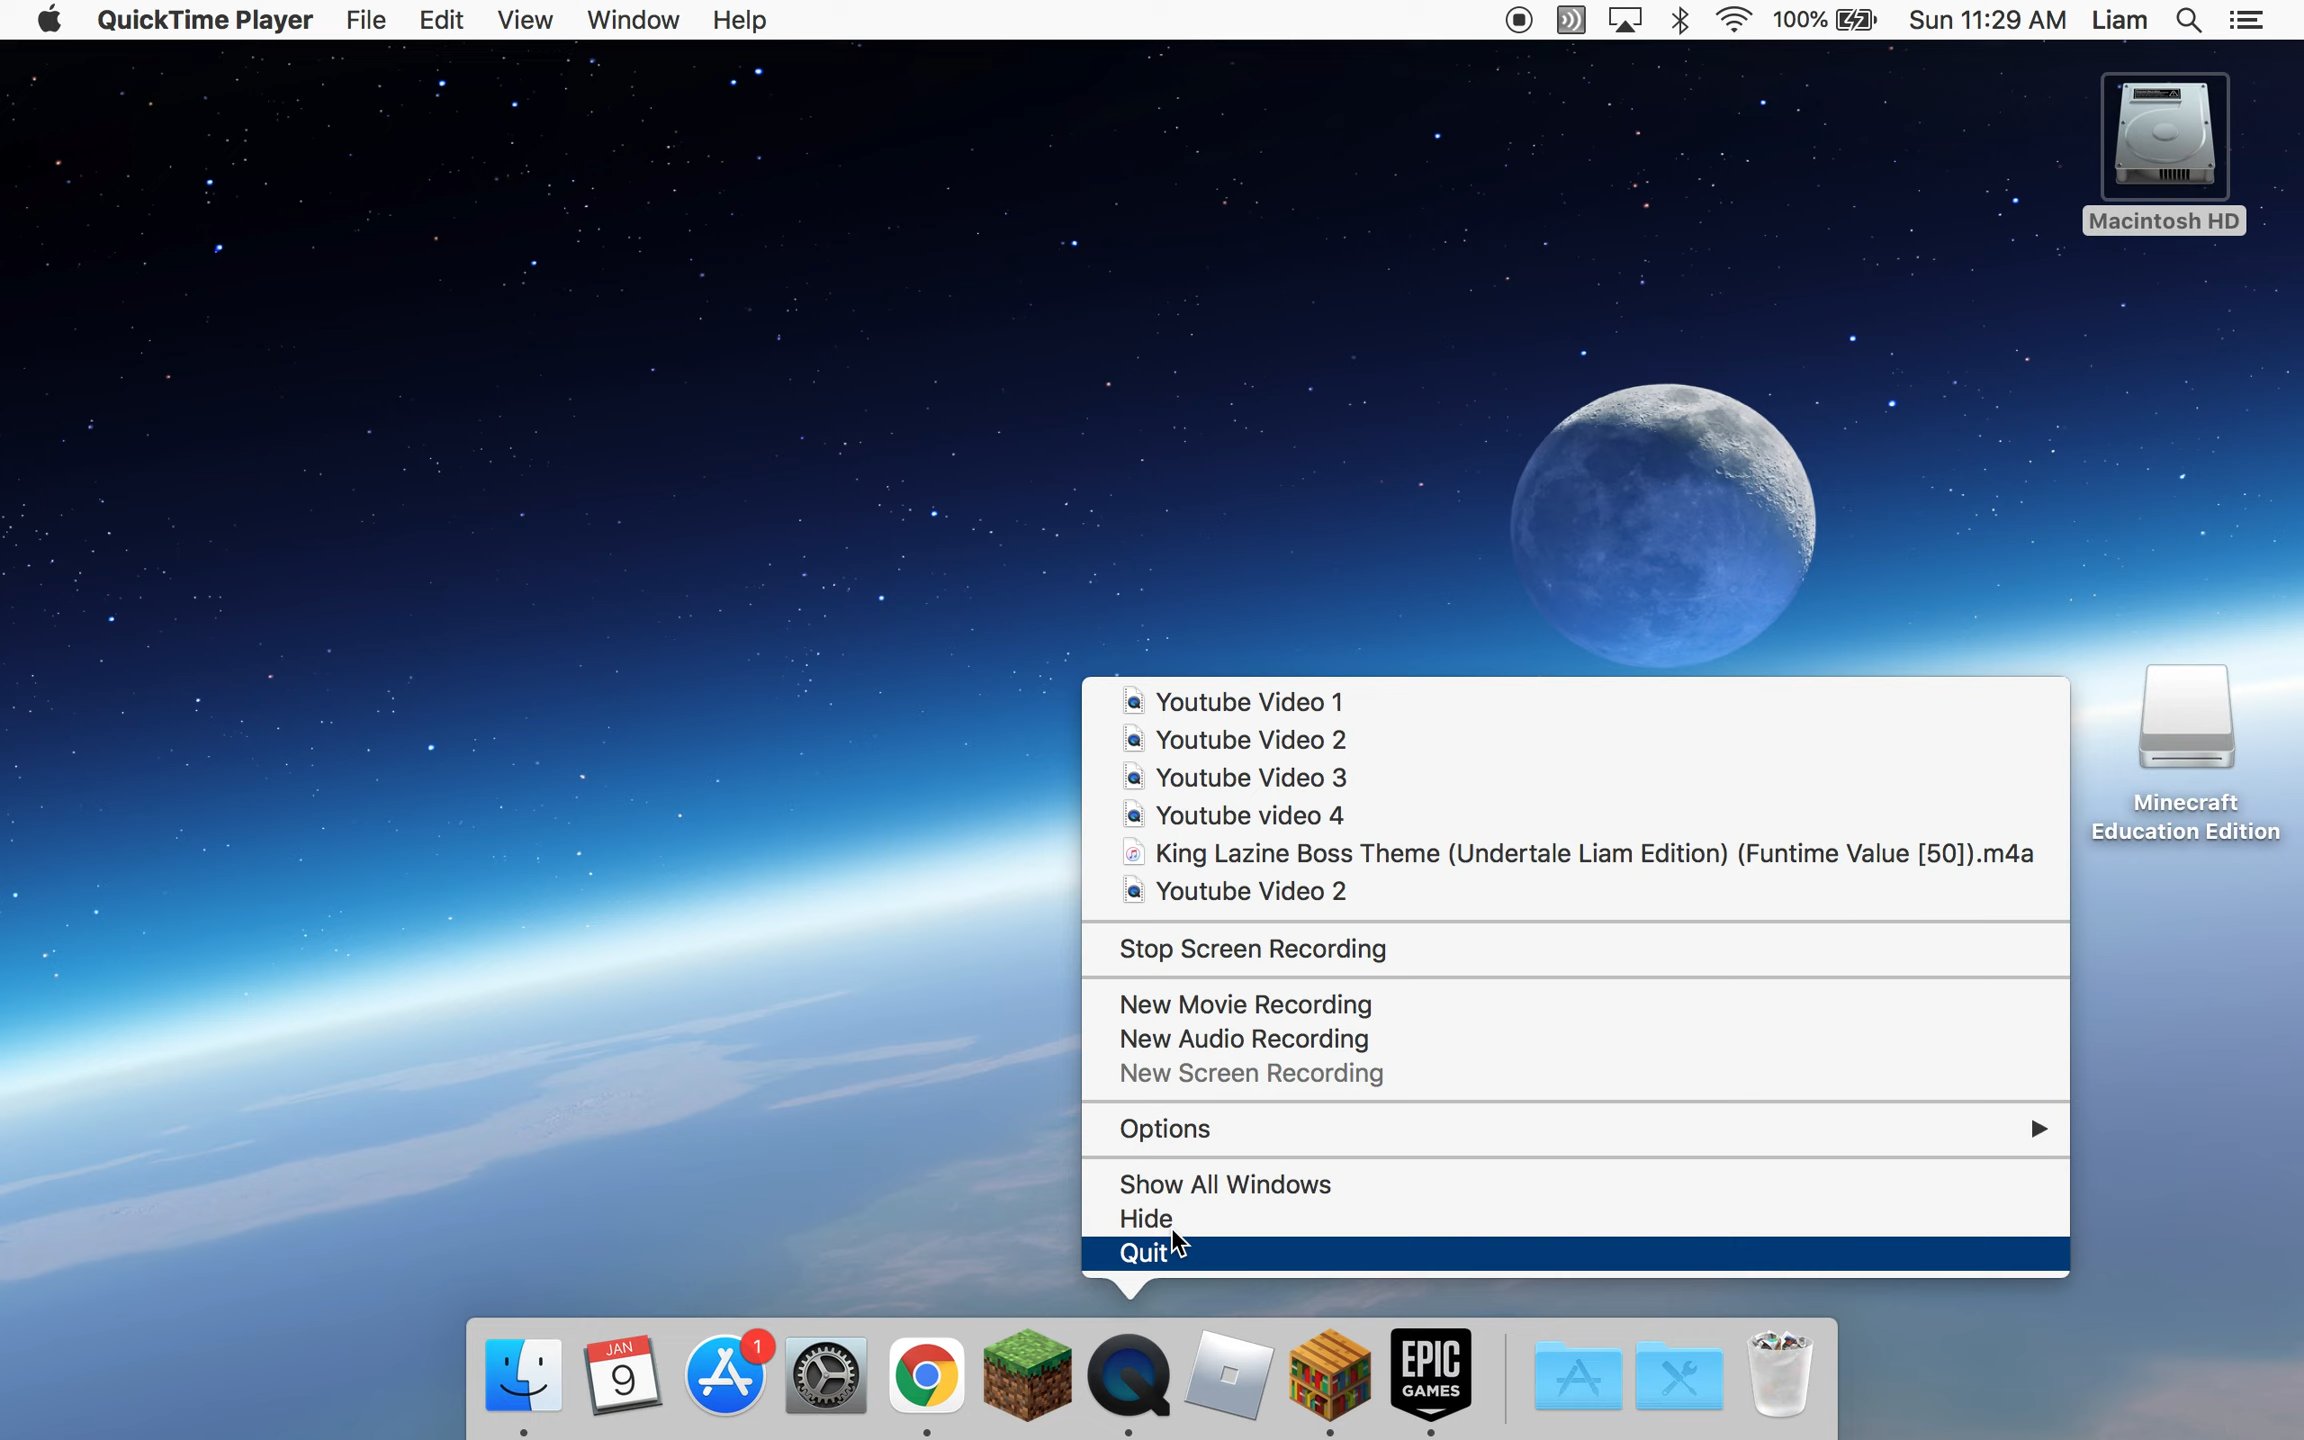 QuickTime Player File Edit View Window Help 100% Sun 11:29 AM Liam
Macintosh HD
Youtube Video 1
Youtube Video 2
Youtube Video 3
Youtube video 4
King Lazine Boss Theme (Undertale Liam Edition) (Funtime Value [50]).m4a
Youtube Video 2
Stop Screen Recording
New Movie Recording
New Audio Recording
New Screen Recording
Options
Show All Windows
Hide
Quit
Minecraft
Education Edition
JAN
9
1
EPIC
GAMES